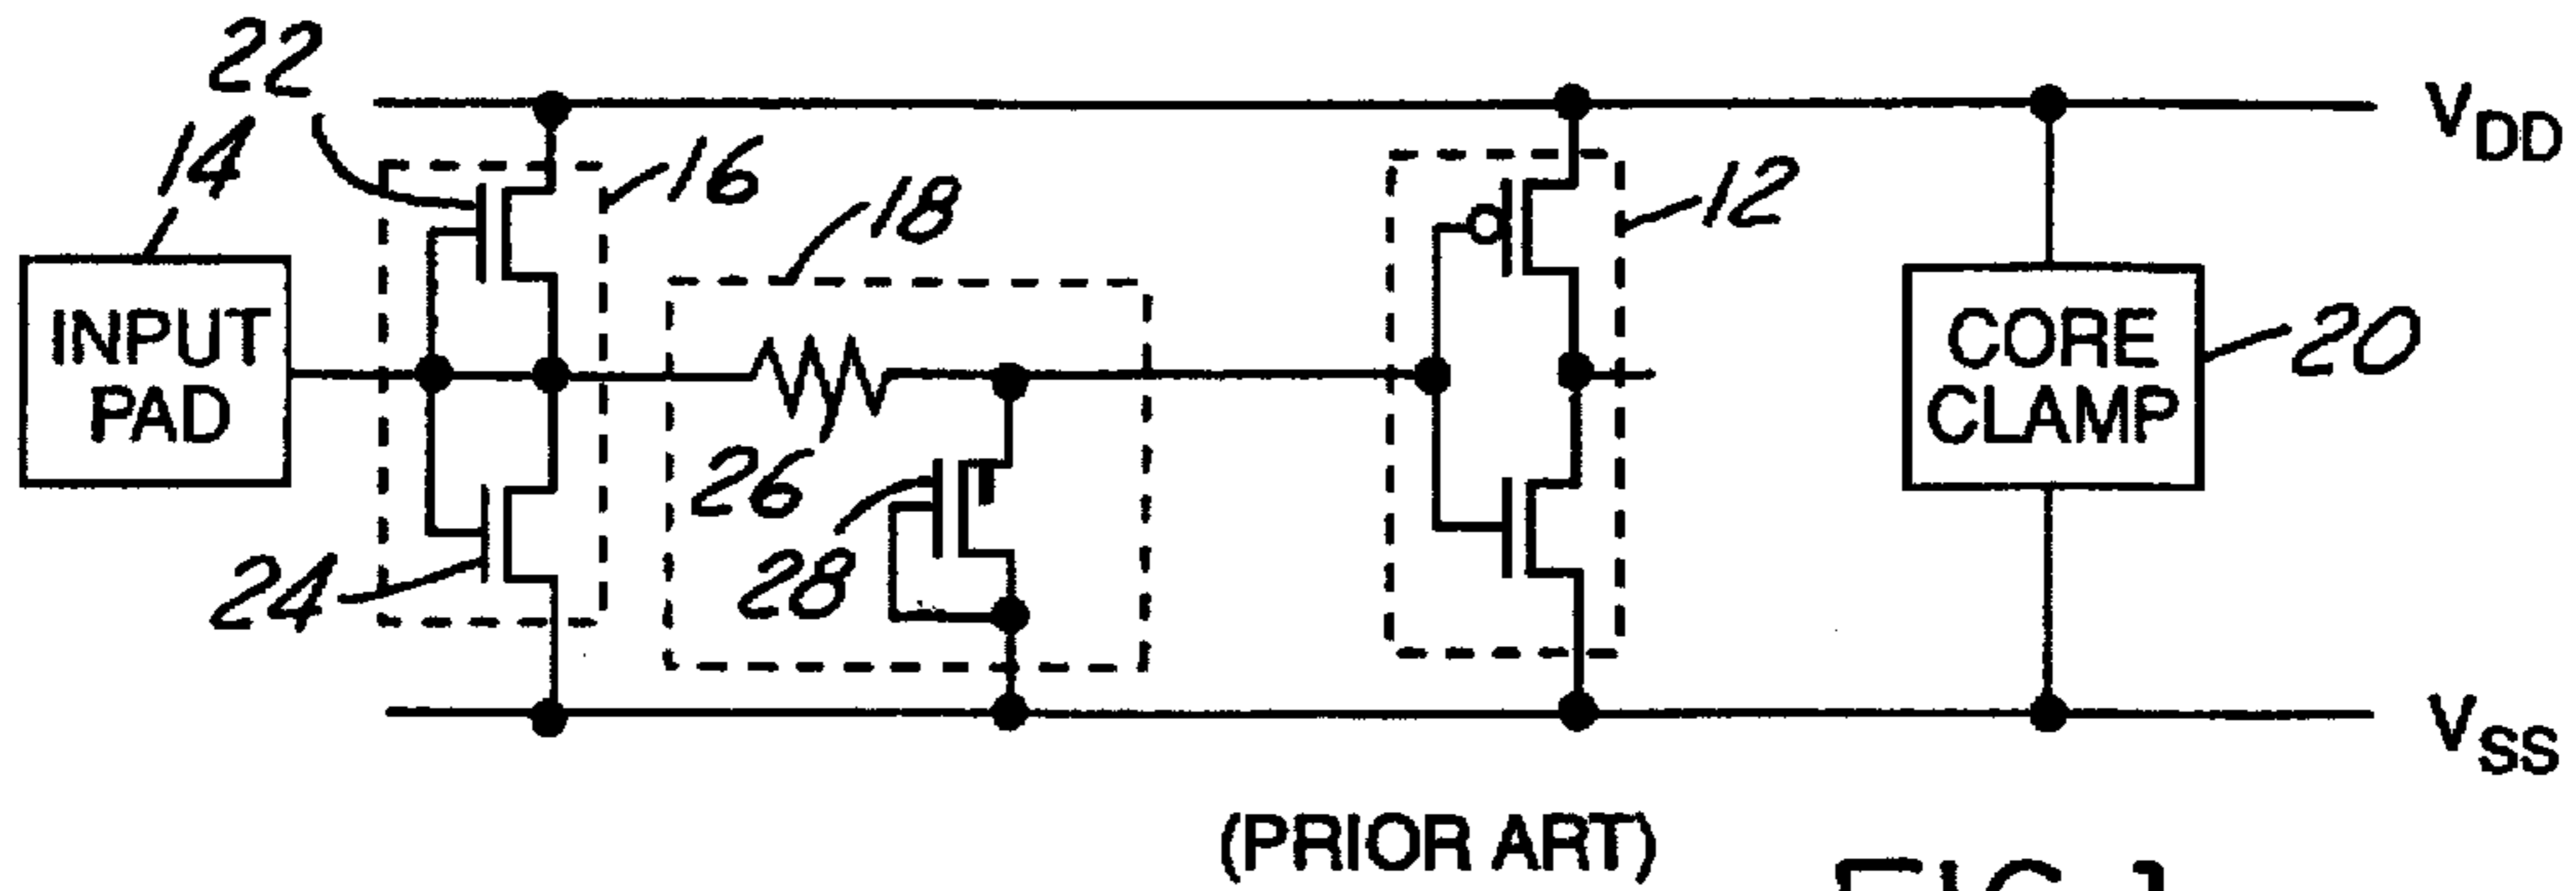 22
14
16
18
12
V_DD
INPUT
PAD
CORE
CLAMP
20
26
28
24
V_SS
(PRIOR ART)